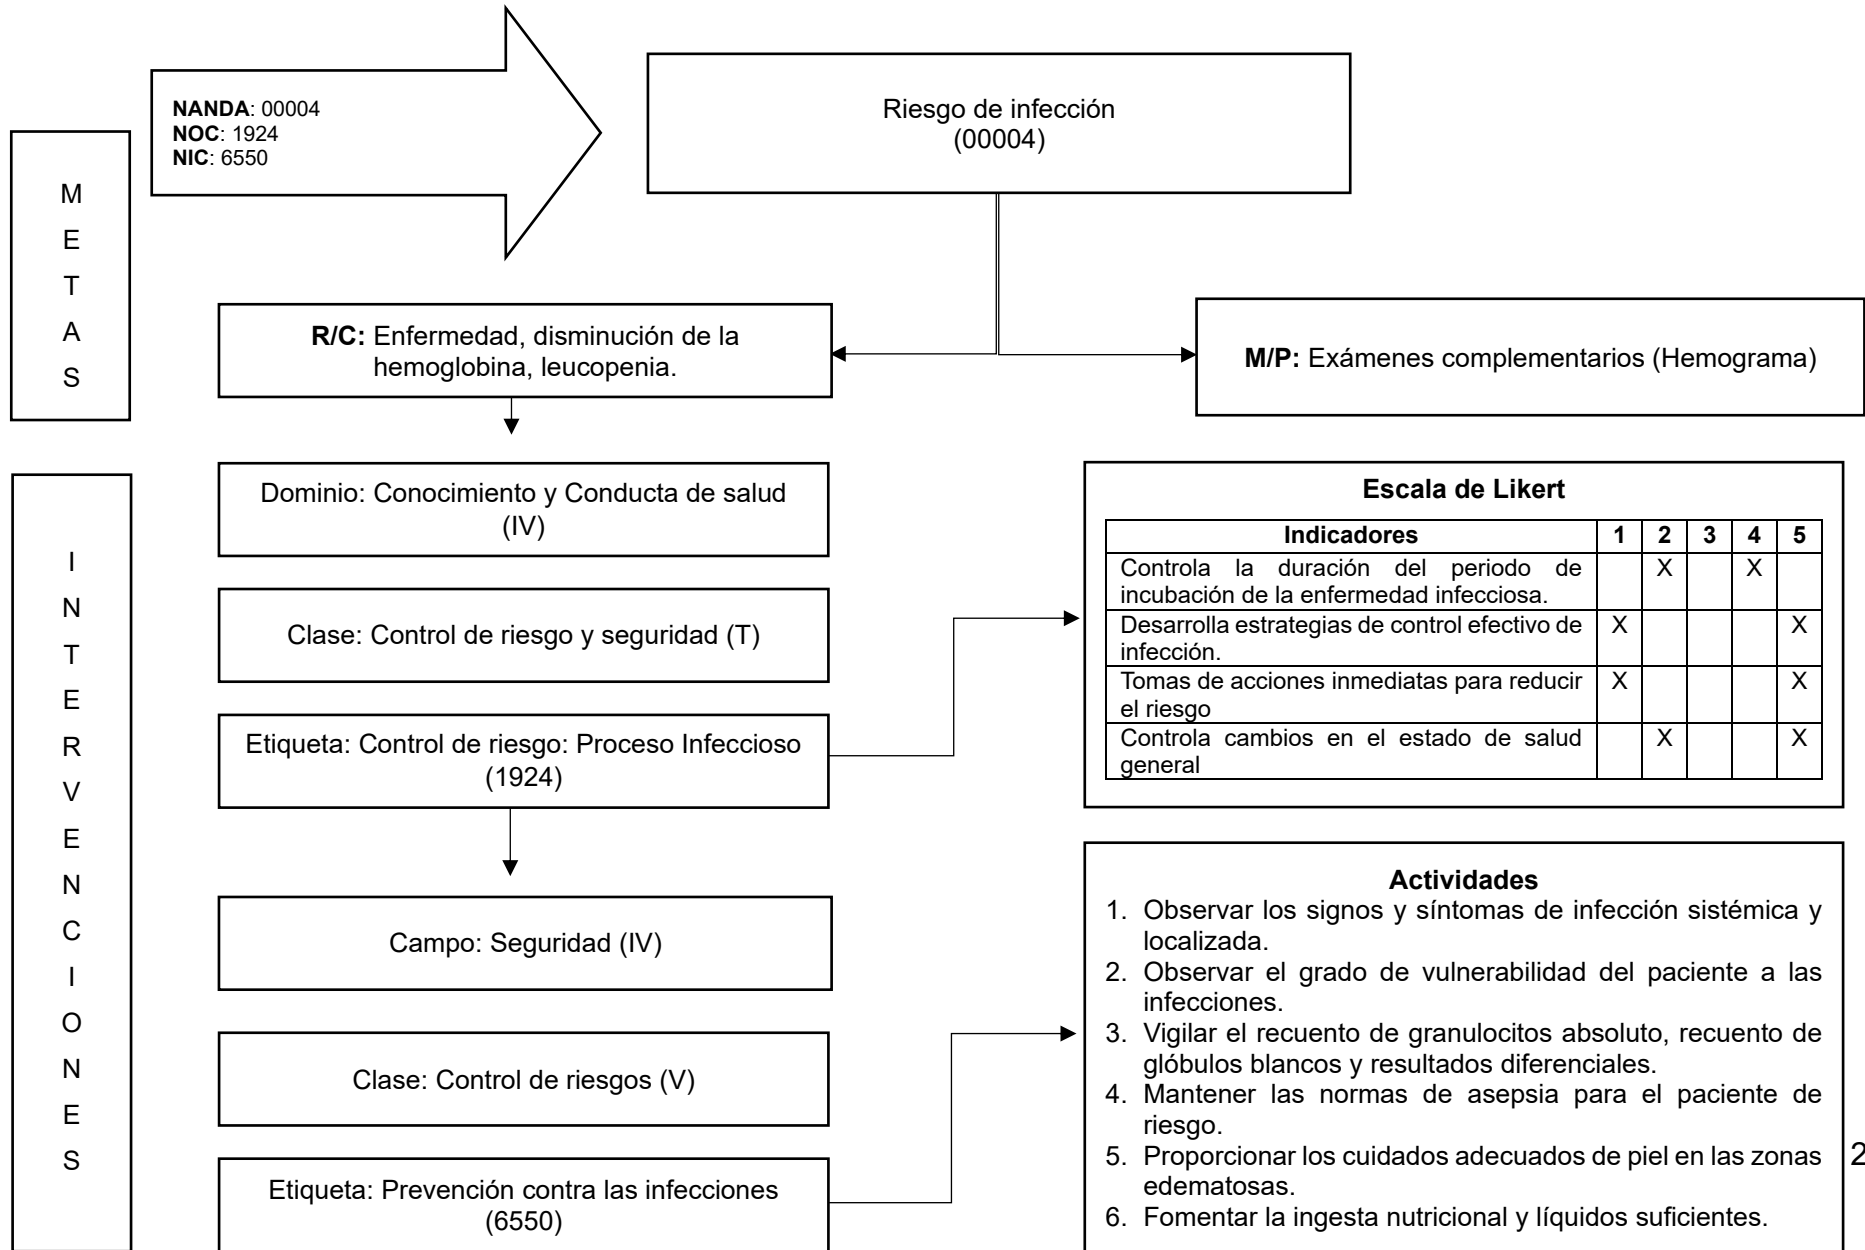 NANDA: 00004
NOC: 1924
NIC: 6550
Riesgo de infección
(00004)
M
E
T
A
S
R/C: Enfermedad, disminución de la
hemoglobina, leucopenia.
M/P: Exámenes complementarios (Hemograma)
I
N
T
E
R
V
E
N
C
I
O
N
E
S
Dominio: Conocimiento y Conducta de salud
(IV)
Clase: Control de riesgo y seguridad (T)
Etiqueta: Control de riesgo: Proceso Infeccioso
(1924)
Campo: Seguridad (IV)
Clase: Control de riesgos (V)
Etiqueta: Prevención contra las infecciones
(6550)
Escala de Likert
Indicadores 1 2 3 4 5
Controla la duración del periodo de X X
incubación de la enfermedad infecciosa.
Desarrolla estrategias de control efectivo de X X
infección.
Tomas de acciones inmediatas para reducir X X
el riesgo
Controla cambios en el estado de salud X X
general
Actividades
1. Observar los signos y síntomas de infección sistémica y
localizada.
2. Observar el grado de vulnerabilidad del paciente a las
infecciones.
3. Vigilar el recuento de granulocitos absoluto, recuento de
glóbulos blancos y resultados diferenciales.
4. Mantener las normas de asepsia para el paciente de
riesgo.
5. Proporcionar los cuidados adecuados de piel en las zonas
edematosas.
6. Fomentar la ingesta nutricional y líquidos suficientes.
2